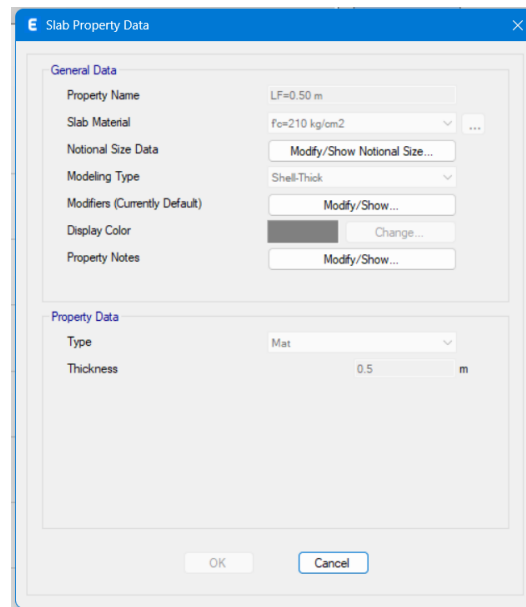 E Slab Property Data
General Data
Property Name LF=0.50 m
Slab Material f'c=210 kg/cm2 ...
Notional Size Data Modify/Show Notional Size...
Modeling Type Shell-Thick
Modifiers (Currently Default) Modify/Show...
Display Color Change...
Property Notes Modify/Show...
Property Data
Type Mat
Thickness 0.5 m
OK Cancel